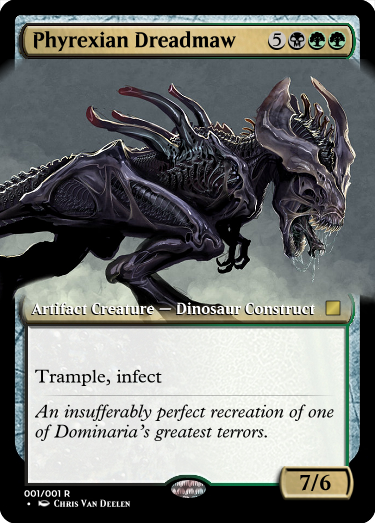 Phyrexian Dreadmaw 5
Artifact Creature — Dinosaur Construct
Trample, infect
An insufferably perfect recreation of one
of Dominaria's greatest terrors.
7/6
001/001 R
• Chris Van Deelen